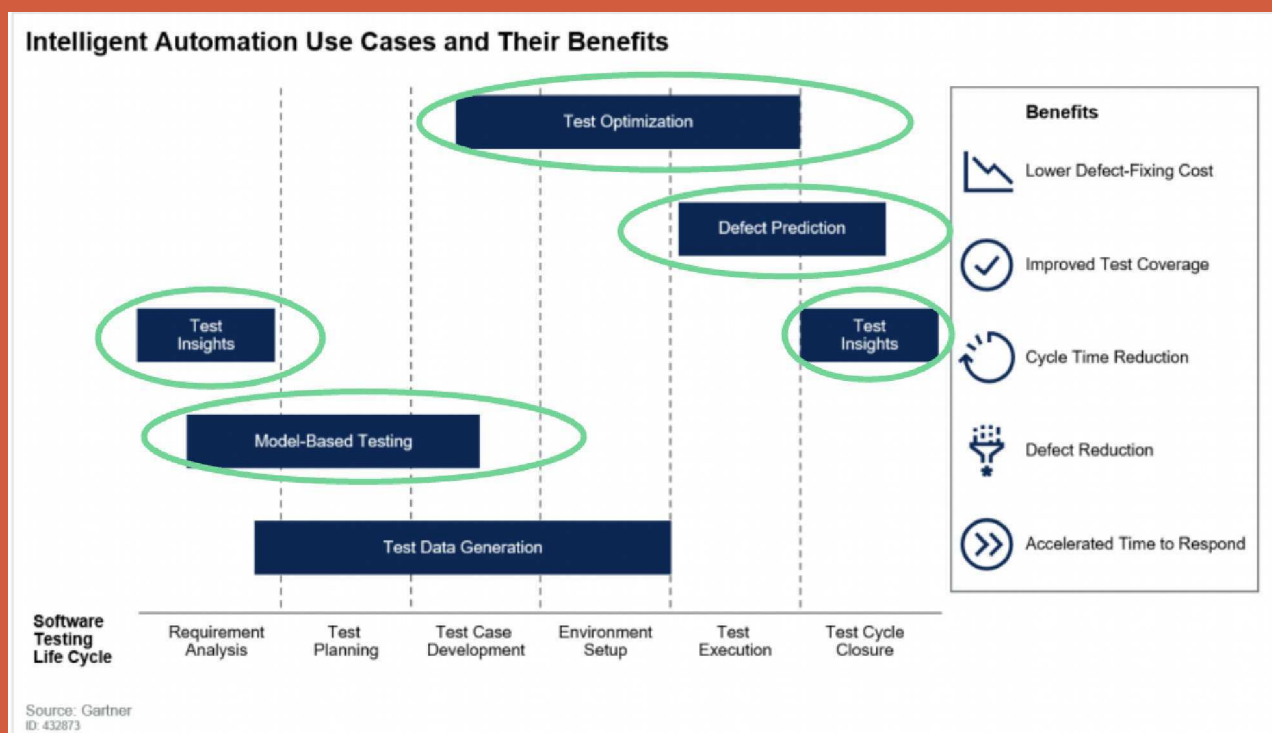 Intelligent Automation Use Cases and Their Benefits
Test Optimization
Defect Prediction
Test
Insights
Test
Insights
Model-Based Testing
Test Data Generation
Software
Testing
Life Cycle
Requirement
Analysis
Test
Planning
Test Case
Development
Environment
Setup
Test
Execution
Test Cycle
Closure
Benefits
Lower Defect-Fixing Cost
Improved Test Coverage
Cycle Time Reduction
Defect Reduction
Accelerated Time to Respond
Source: Gartner
ID: 432873